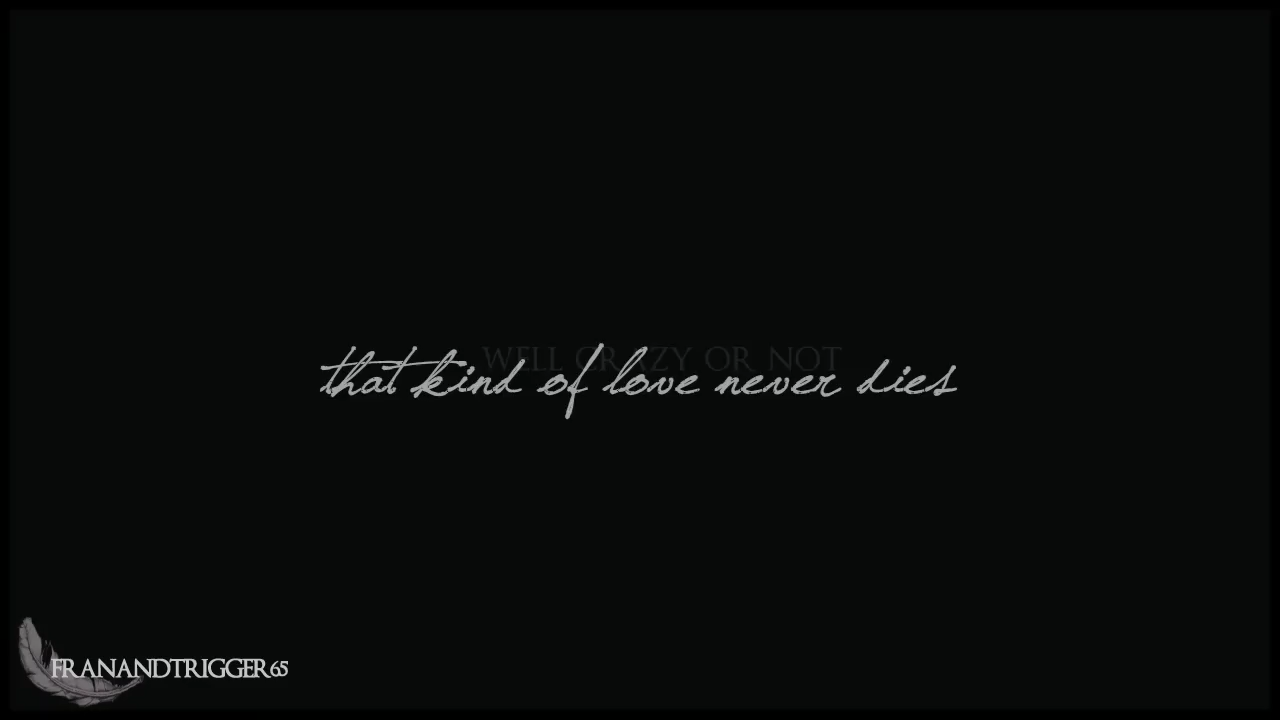 WELL CRAZY OR NOT
that kind of love never dies
FRANANDTRIGGER65